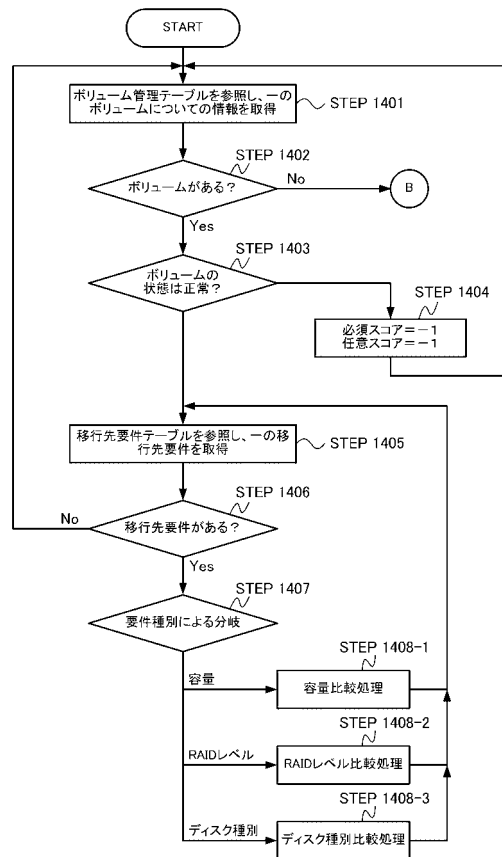 START
ボリューム管理テーブルを参照し、一の
ボリュームについての情報を取得
STEP 1401
STEP 1402
ボリュームがある?
No
B
Yes
STEP 1403
ボリュームの
状態は正常?
STEP 1404
必須スコア=-1
任意スコア=-1
移行先要件テーブルを参照し、一の移
行先要件を取得
STEP 1405
STEP 1406
移行先要件がある?
No
Yes
STEP 1407
要件種別による分岐
STEP 1408-1
容量
容量比較処理
STEP 1408-2
RAIDレベル
RAIDレベル比較処理
STEP 1408-3
ディスク種別
ディスク種別比較処理